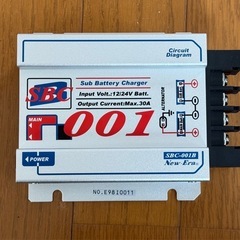 Circuit
Diagram
SBC
Sub Battery Charger
Input Volt.:12/24V Batt.
Output Current:Max.30A
MAIN
001
ALTERNATOR
POWER
SBC-001B
New-Era
NO.E9810011